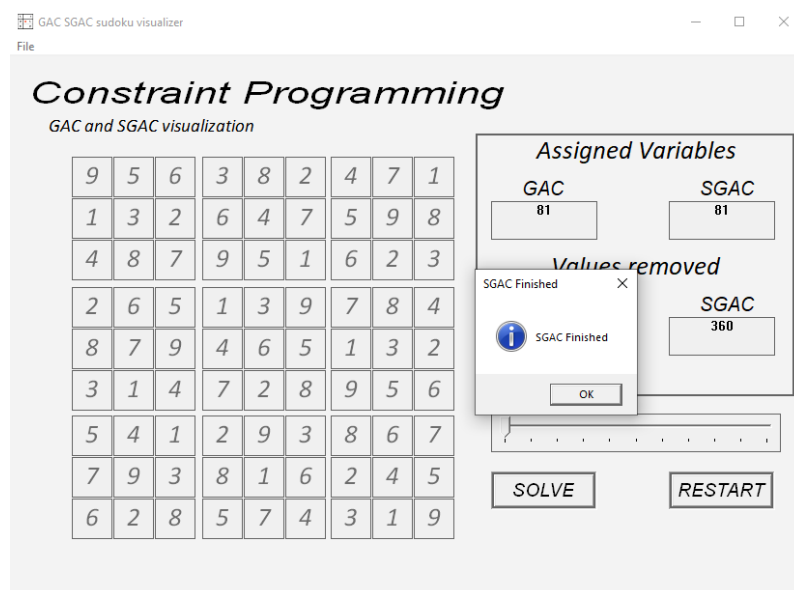 GAC SGAC sudoku visualizer
File
Constraint Programming
GAC and SGAC visualization
9 5 6 3 8 2 4 7 1
1 3 2 6 4 7 5 9 8
4 8 7 9 5 1 6 2 3
2 6 5 1 3 9 7 8 4
8 7 9 4 6 5 1 3 2
3 1 4 7 2 8 9 5 6
5 4 1 2 9 3 8 6 7
7 9 3 8 1 6 2 4 5
6 2 8 5 7 4 3 1 9
Assigned Variables
GAC SGAC
81 81
Values removed
SGAC
360
SGAC Finished
SGAC Finished
OK
SOLVE RESTART